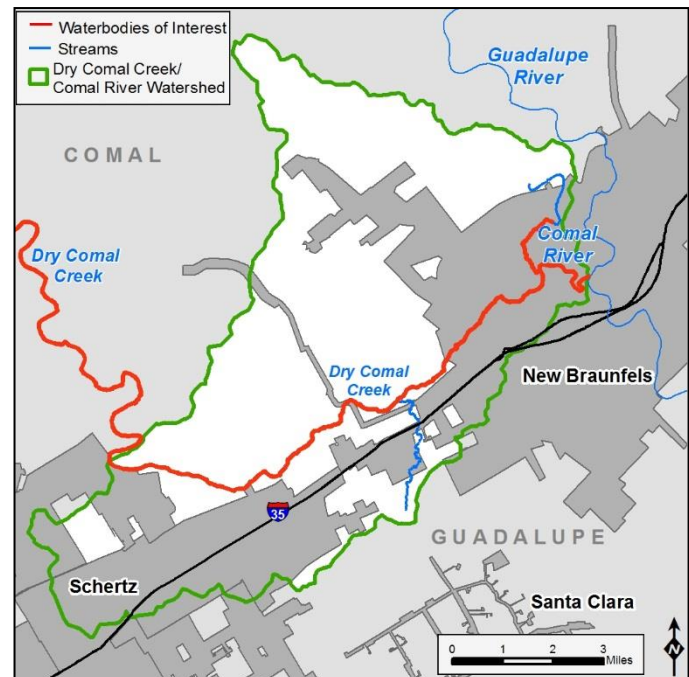 Waterbodies of Interest
Streams
Dry Comal Creek/
Comal River Watershed
Guadalupe
River
COMAL
Dry Comal
Creek
Comal
River
Dry Comal
Creek
New Braunfels
35
GUADALUPE
Schertz
Santa Clara
0 1 2 3
Miles
N